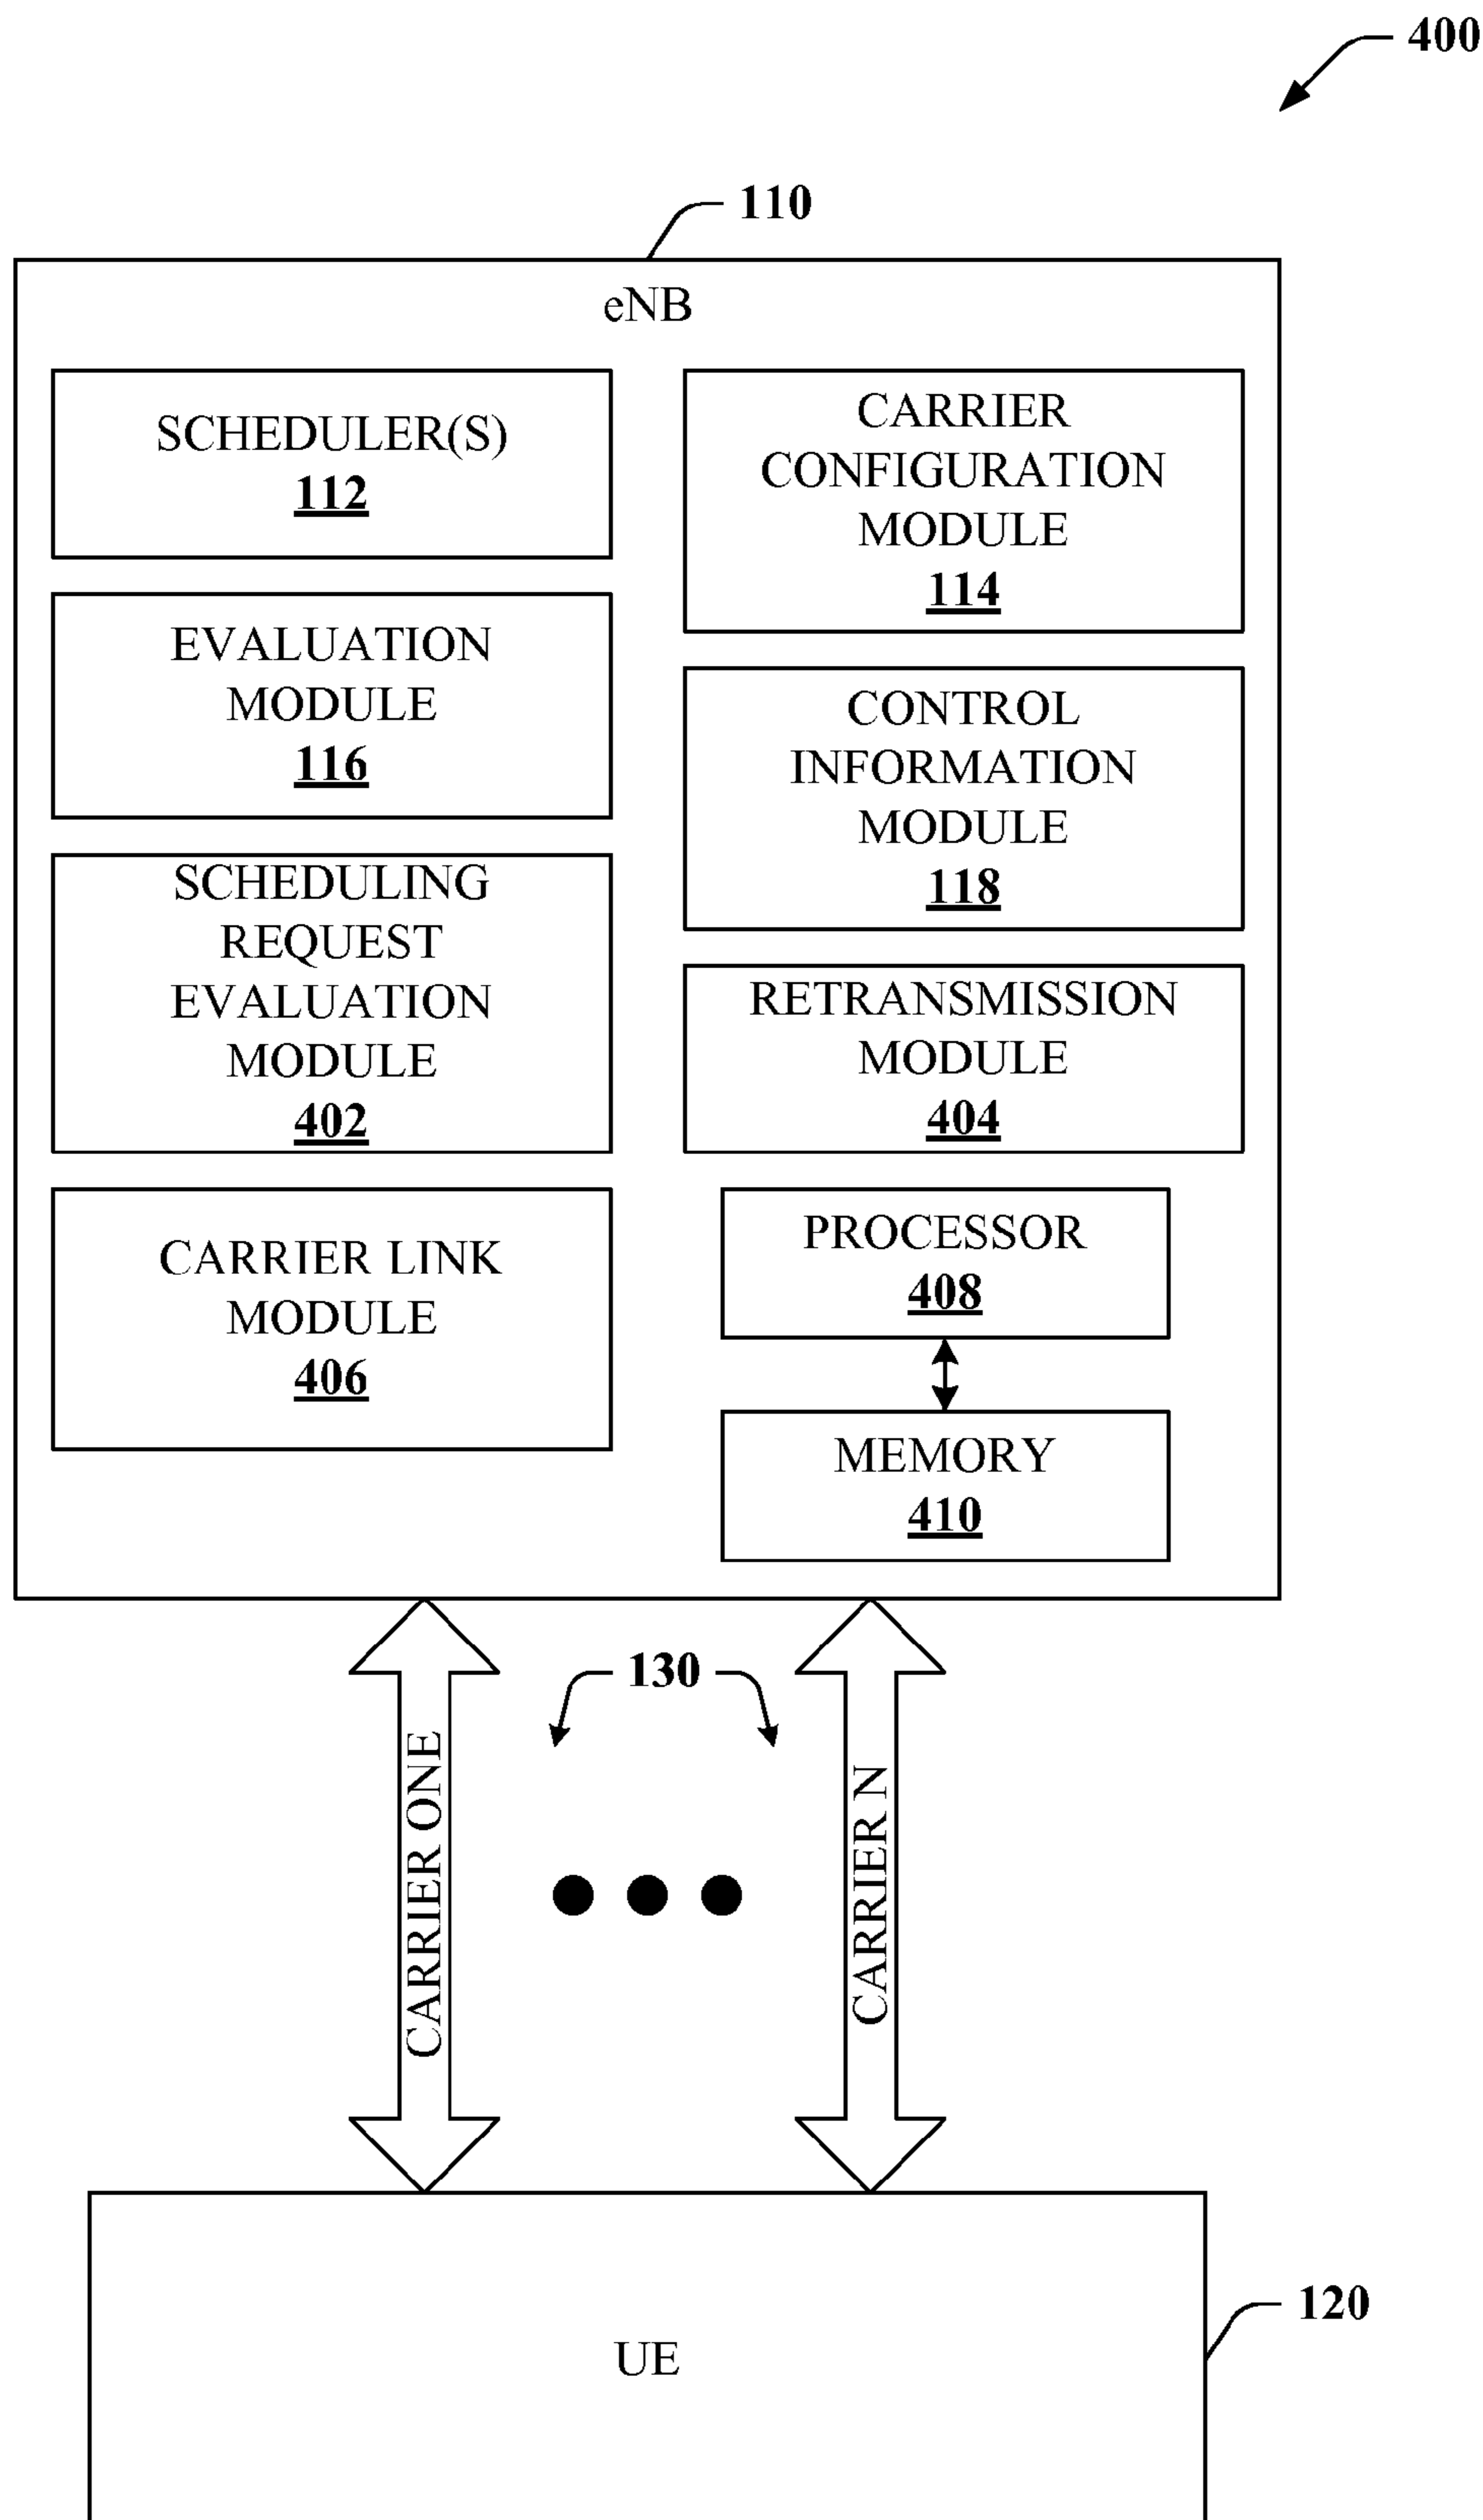 400
110
eNB
SCHEDULER(S)
112
CARRIER
CONFIGURATION
MODULE
114
EVALUATION
MODULE
116
CONTROL
INFORMATION
MODULE
118
SCHEDULING
REQUEST
EVALUATION
MODULE
402
RETRANSMISSION
MODULE
404
CARRIER LINK
MODULE
406
PROCESSOR
408
MEMORY
410
130
CARRIER ONE
CARRIER N
120
UE